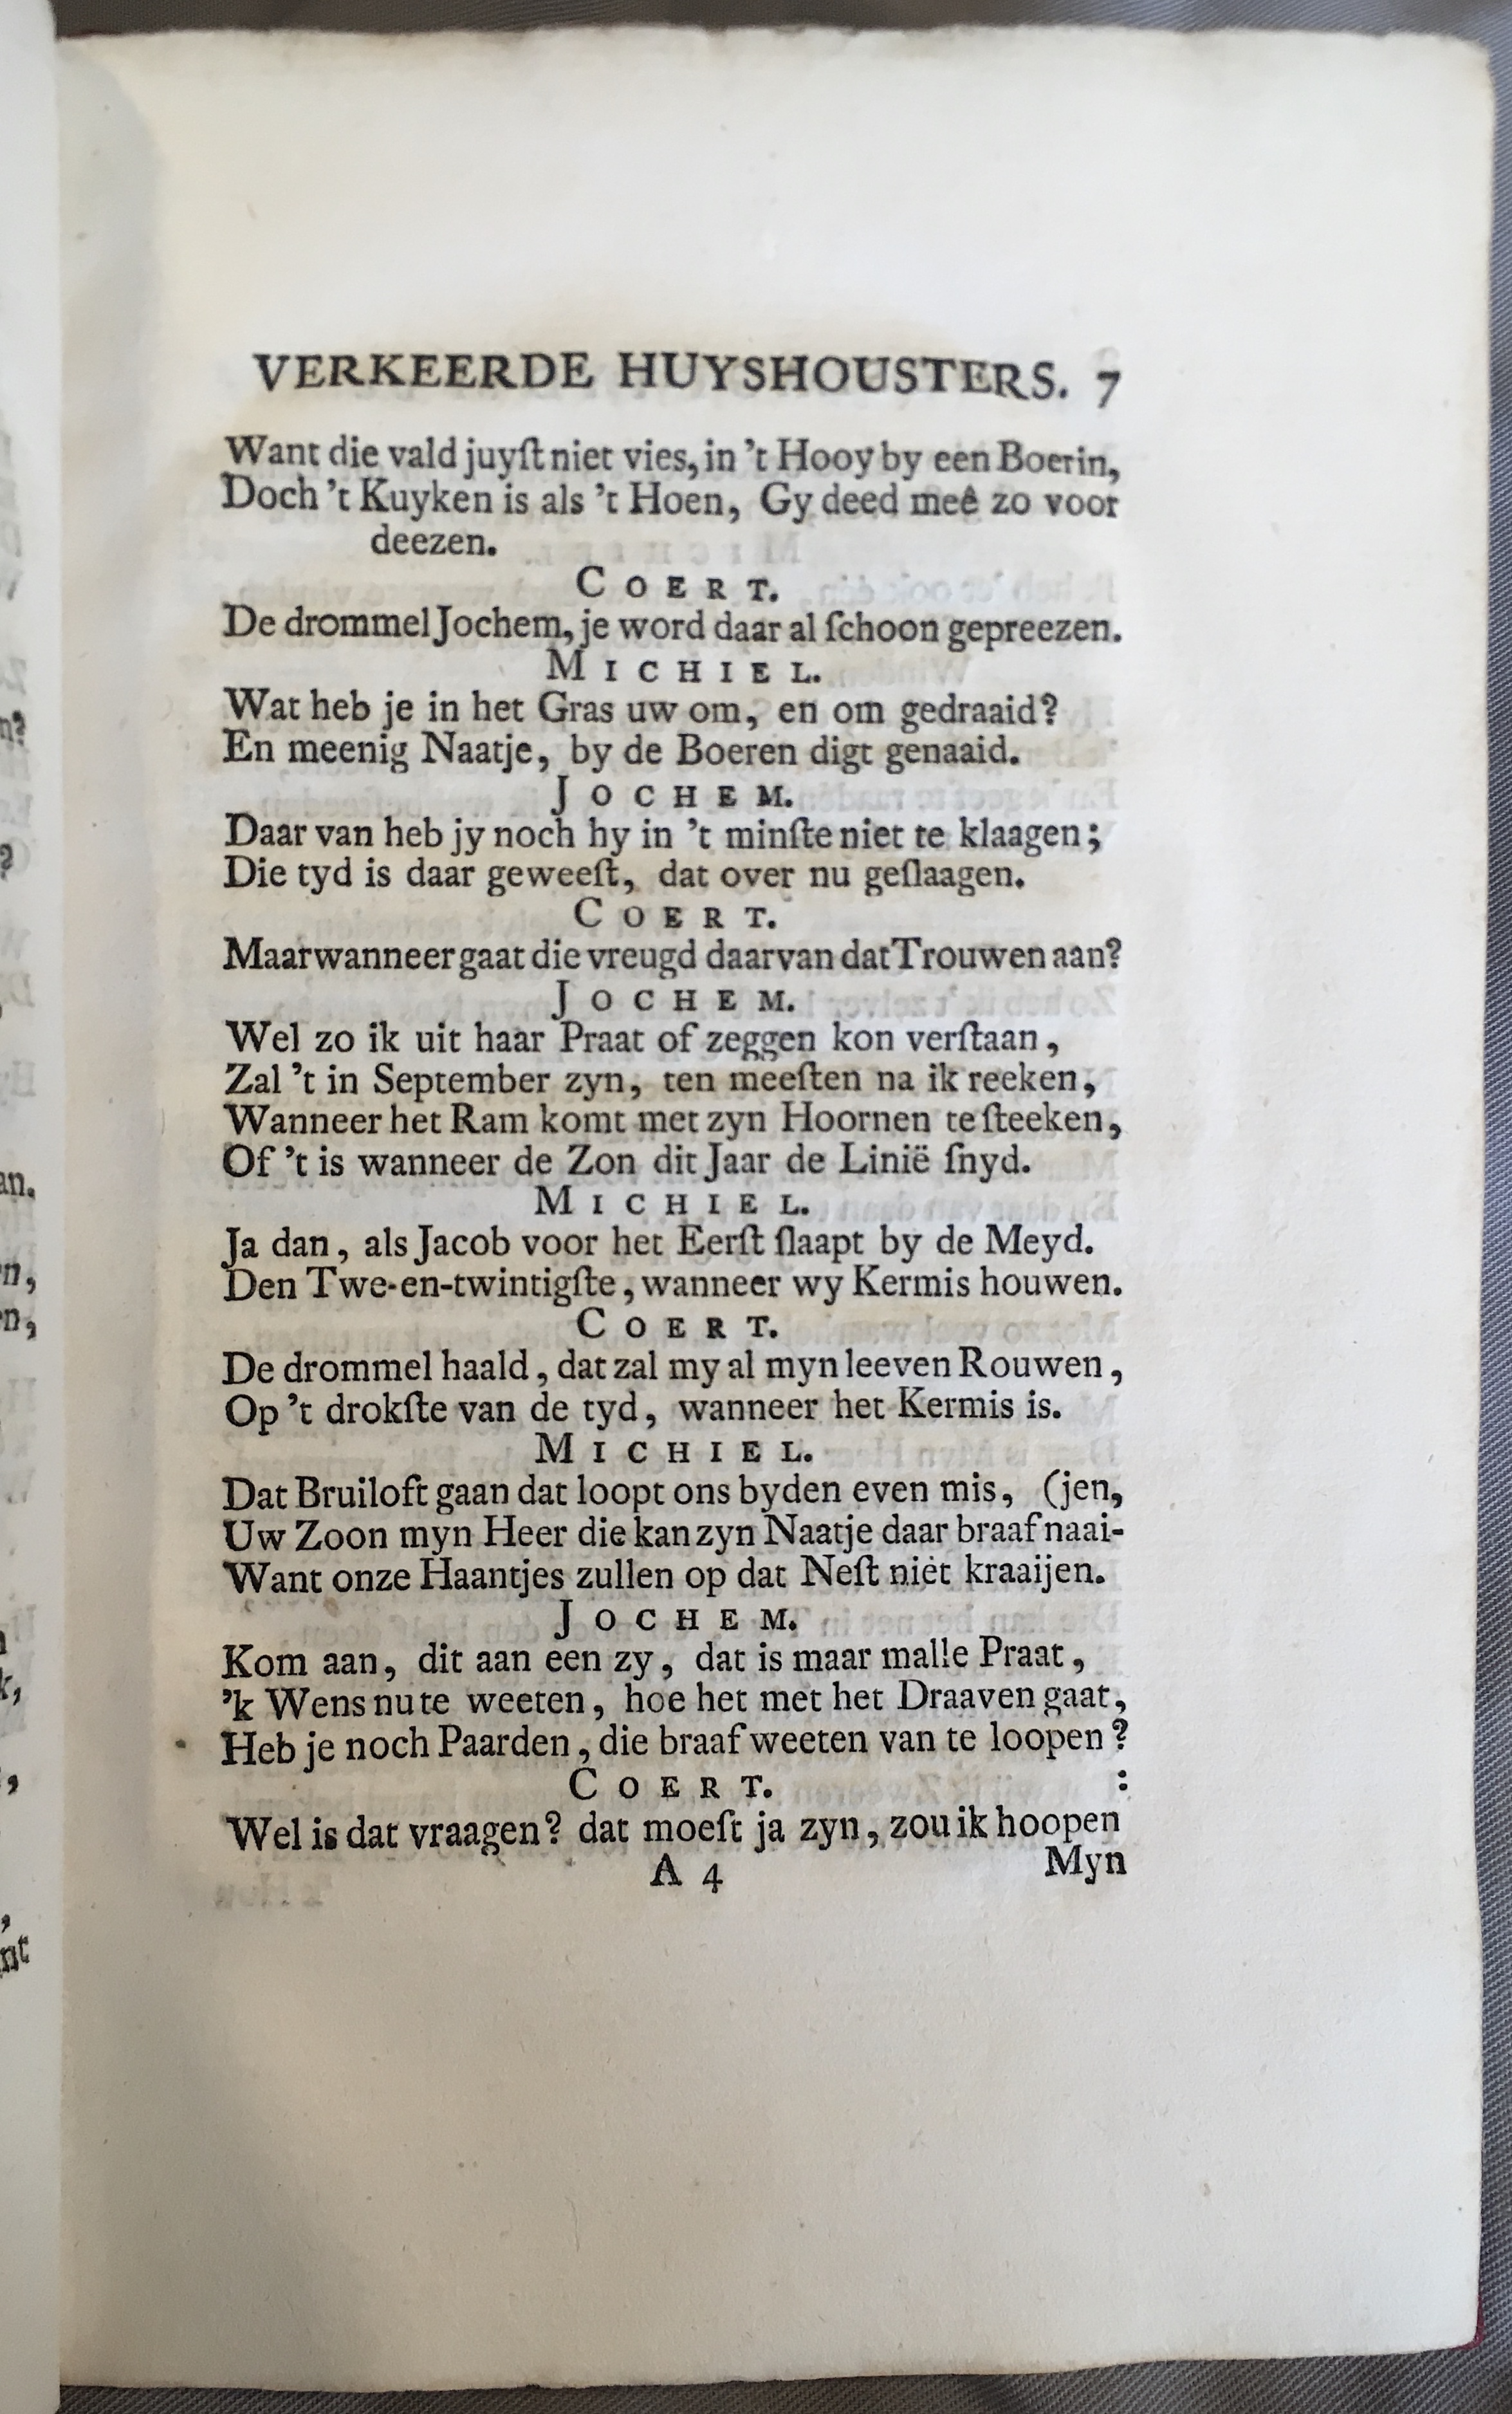 VERKEERDE HUYSHOUSTERS. 7
Want die vald juyſt niet vies, in 't Hooy by een Boerin,
Doch 't Kuyken is als 't Hoen, Gy deed meê zo voor
deezen.
COERT.
De drommel Jochem, je word daar al ſchoon gepreezen.
MICHIEL.
Wat heb je in het Gras uw om, en om gedraaid?
En meenig Naatje, by de Boeren digt genaaid.
JOCHEM.
Daar van heb jy noch hy in 't minſte niet te klaagen;
Die tyd is daar geweeſt, dat over nu geſlaagen.
COERT.
Maar wanneer gaat die vreugd daar van dat Trouwen aan?
JOCHEM.
Wel zo ik uit haar Praat of zeggen kon verſtaan,
Zal 't in September zyn, ten meeſten na ik reeken,
Wanneer het Ram komt met zyn Hoornen te ſteeken,
Of 't is wanneer de Zon dit Jaar de Linië ſnyd.
MICHIEL.
Ja dan, als Jacob voor het Eerſt ſlaapt by de Meyd.
Den Twe-en-twintigſte, wanneer wy Kermis houwen.
COERT.
De drommel haald, dat zal my al myn leeven Rouwen,
Op 't drokſte van de tyd, wanneer het Kermis is.
MICHIEL.
Dat Bruiloft gaan dat loopt ons byden even mis, (jen,
Uw Zoon myn Heer die kan zyn Naatje daar braaf naai-
Want onze Haantjes zullen op dat Neſt niet kraaijen.
JOCHEM.
Kom aan, dit aan een zy, dat is maar malle Praat,
'k Wens nu te weeten, hoe het met het Draaven gaat,
Heb je noch Paarden, die braaf weeten van te loopen?
COERT. :
Wel is dat vraagen? dat moeſt ja zyn, zou ik hoopen
A 4 Myn